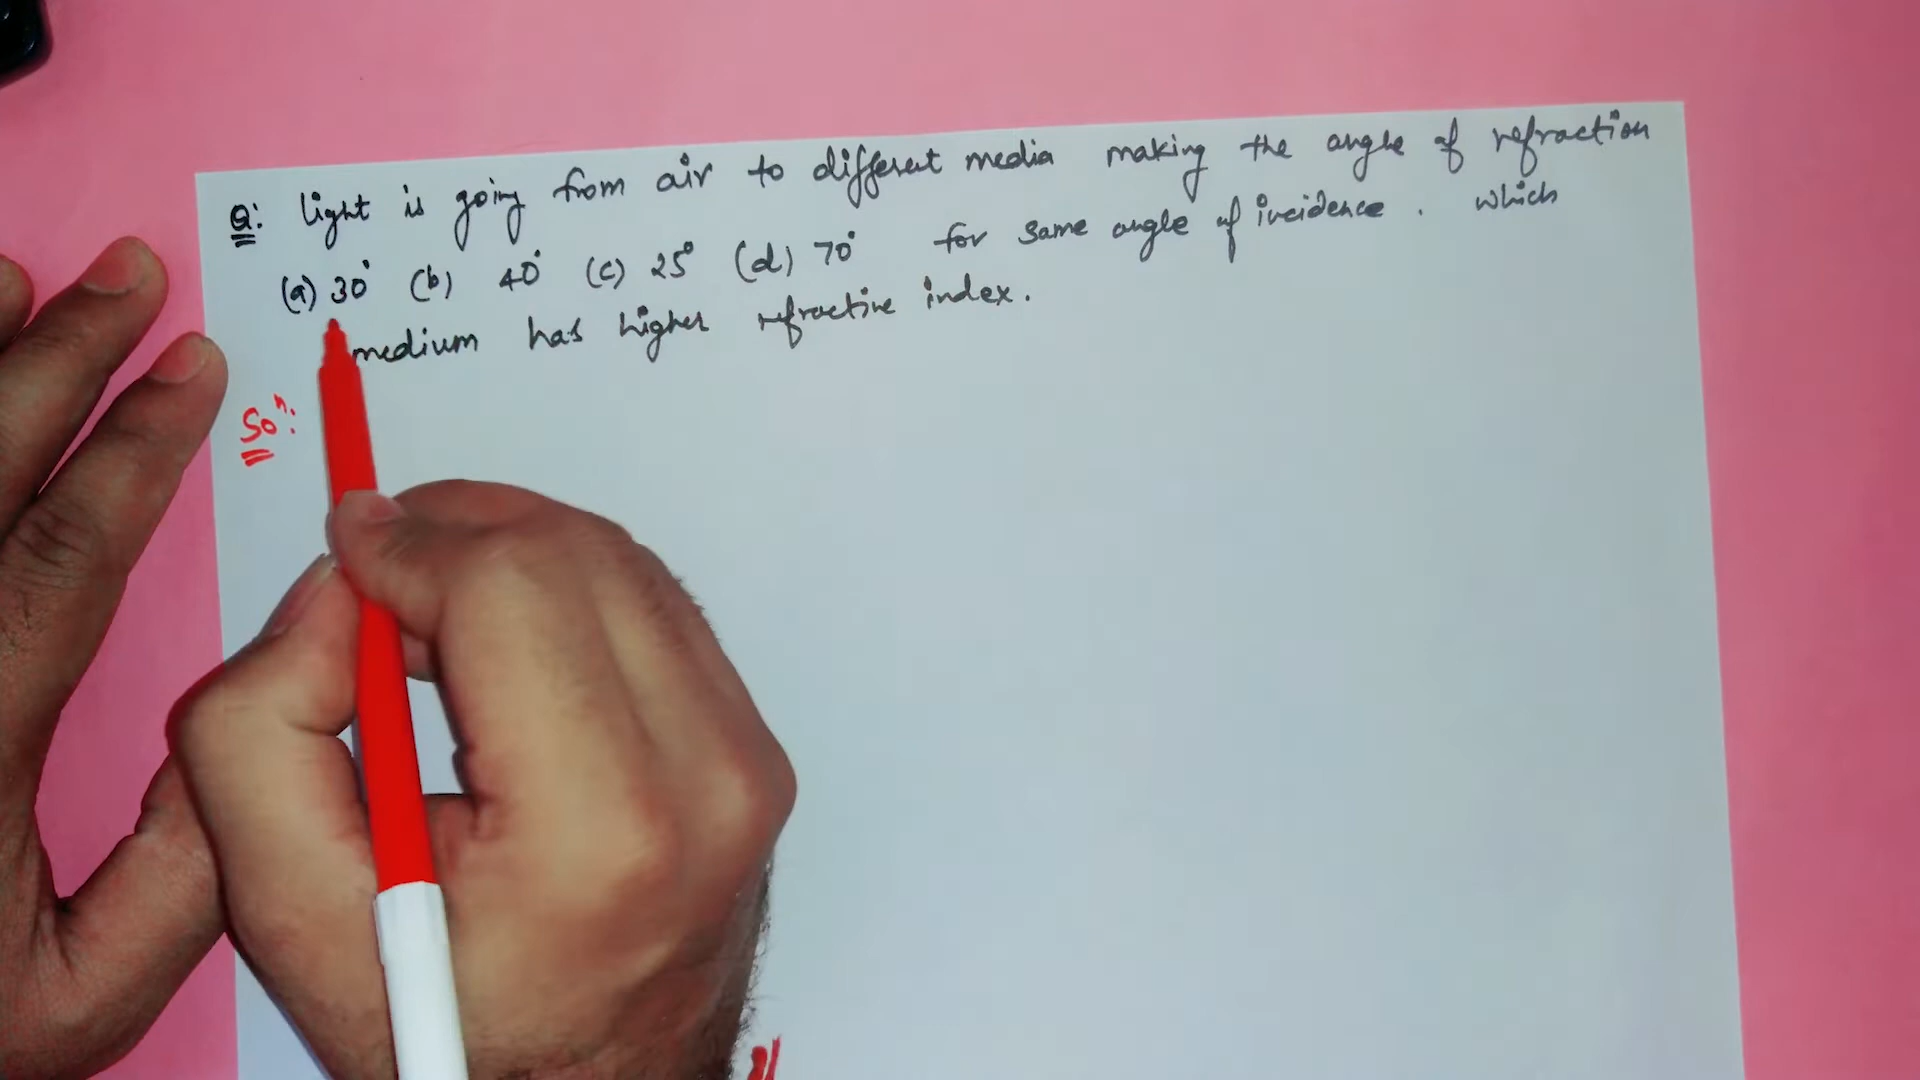 Q: Light is going from air to different media making the angle of refraction
(a) 30° (b) 40° (c) 25° (d) 70° for same angle of incidence. which
medium has higher refractive index.
Soⁿ: